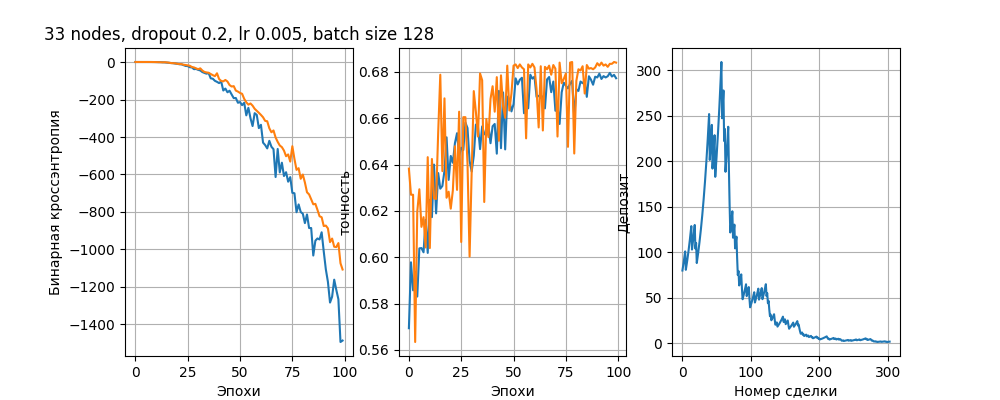 33 nodes, dropout 0.2, lr 0.005, batch size 128
Бинарная кроссэнтропия
0
−200
−400
−600
−800
−1000
−1200
−1400
0 25 50 75 100
Эпохи
точность
0.68
0.66
0.64
0.62
0.60
0.58
0.56
0 25 50 75 100
Эпохи
Депозит
300
250
200
150
100
50
0
0 100 200 300
Номер сделки